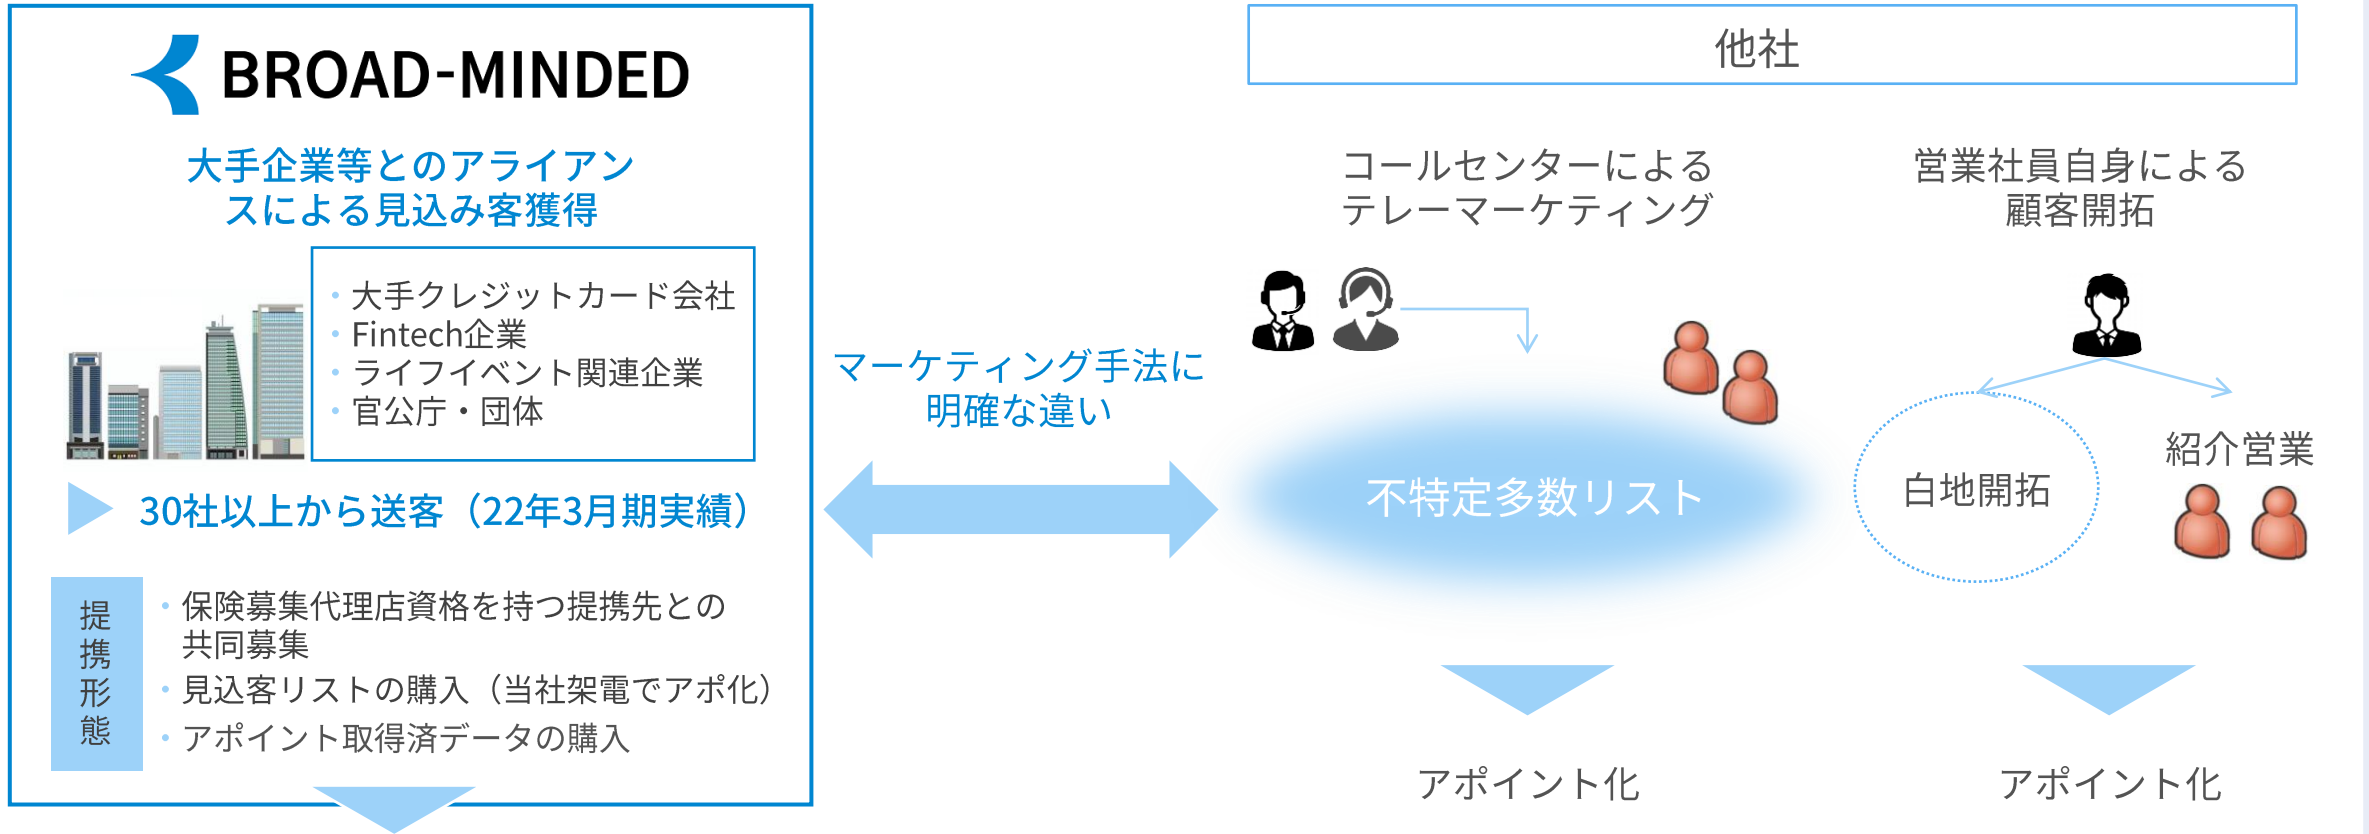 BROAD-MINDED
大手企業等とのアライアン
スによる見込み客獲得
・大手クレジットカード会社
・Fintech企業
・ライフイベント関連企業
・官公庁・団体
30社以上から送客（22年3月期実績）
提携形態
・保険募集代理店資格を持つ提携先との
共同募集
・見込客リストの購入（当社架電でアポ化）
・アポイント取得済データの購入
マーケティング手法に
明確な違い
他社
コールセンターによる
テレーマーケティング
不特定多数リスト
アポイント化
営業社員自身による
顧客開拓
白地開拓
紹介営業
アポイント化